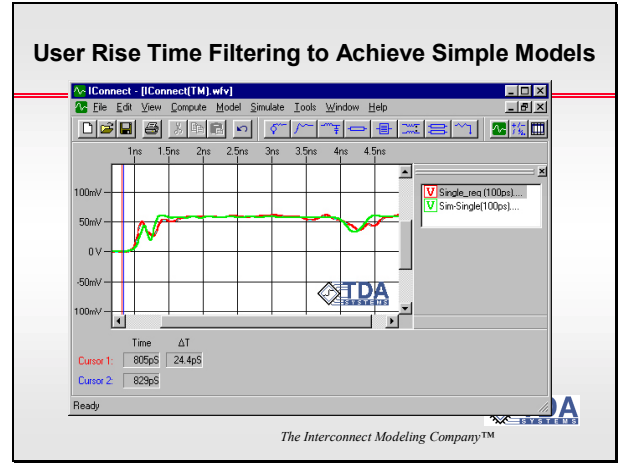 User Rise Time Filtering to Achieve Simple Models
IConnect - [IConnect(TM).wfv]
File Edit View Compute Model Simulate Tools Window Help
1ns 1.5ns 2ns 2.5ns 3ns 3.5ns 4ns 4.5ns
100mV
50mV
0 V
-50mV
100mV
V Single_req (100ps)....
V Sim-Single(100ps)....
TDA
SYSTEMS
Time ΔT
Cursor 1: 805pS 24.4pS
Cursor 2: 829pS
Ready
DA
SYSTEMS
The Interconnect Modeling Company™